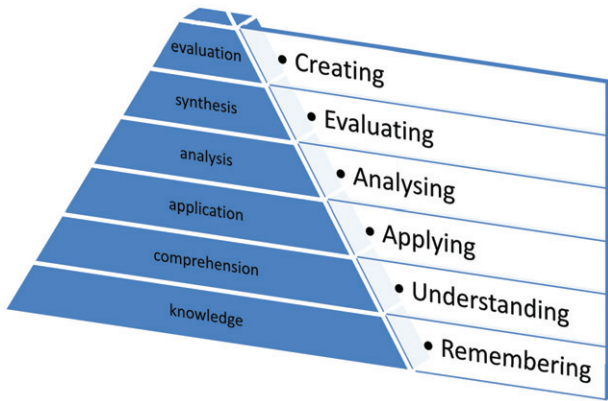 evaluation
• Creating
synthesis
• Evaluating
analysis
• Analysing
application
• Applying
comprehension
• Understanding
knowledge
• Remembering